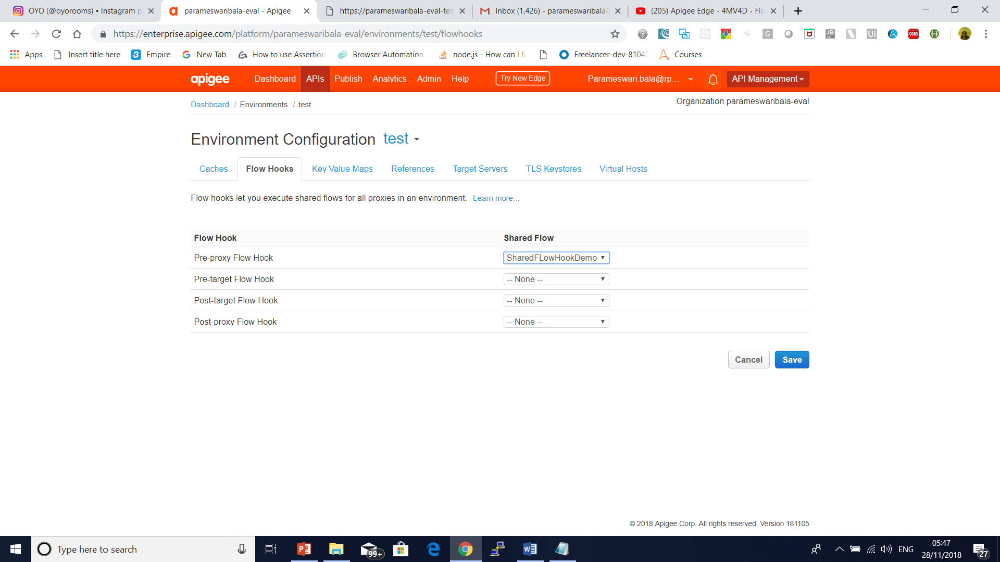 OYO (@oyorooms) • Instagram p
parameswaribala-eval - Apigee
https://parameswaribala-eval-tes
Inbox (1,426) - parameswaribala@
(205) Apigee Edge - 4MV4D - Flo
https://enterprise.apigee.com/platform/parameswaribala-eval/environments/test/flowhooks
G
JB
Ui
CORS
Apps
Insert title here
3 Empire
New Tab
How to use Assertion
Browser Automation
node.js - How can I fi
Freelancer-dev-8104
Courses
apigee
Dashboard
APIs
Publish
Analytics
Admin
Help
Try New Edge
Parameswari.bala@rp...
API Management
Dashboard / Environments / test
Organization parameswaribala-eval
Environment Configuration test
Caches
Flow Hooks
Key Value Maps
References
Target Servers
TLS Keystores
Virtual Hosts
Flow hooks let you execute shared flows for all proxies in an environment. Learn more...
Flow Hook Shared Flow
Pre-proxy Flow Hook SharedFLowHookDemo
Pre-target Flow Hook -- None --
Post-target Flow Hook -- None --
Post-proxy Flow Hook -- None --
Cancel
Save
© 2018 Apigee Corp. All rights reserved. Version 181105
Type here to search
99+
ENG
05:47
28/11/2018
27